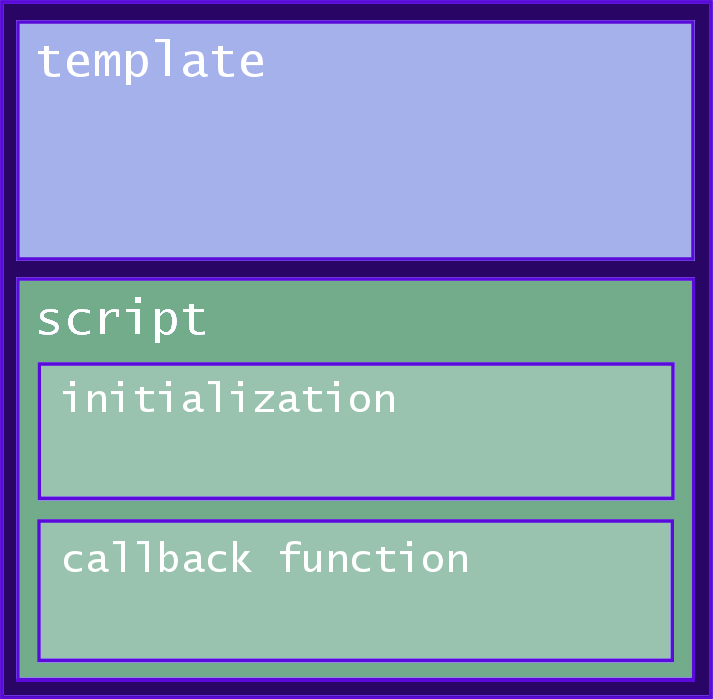 template
script
initialization
callback function